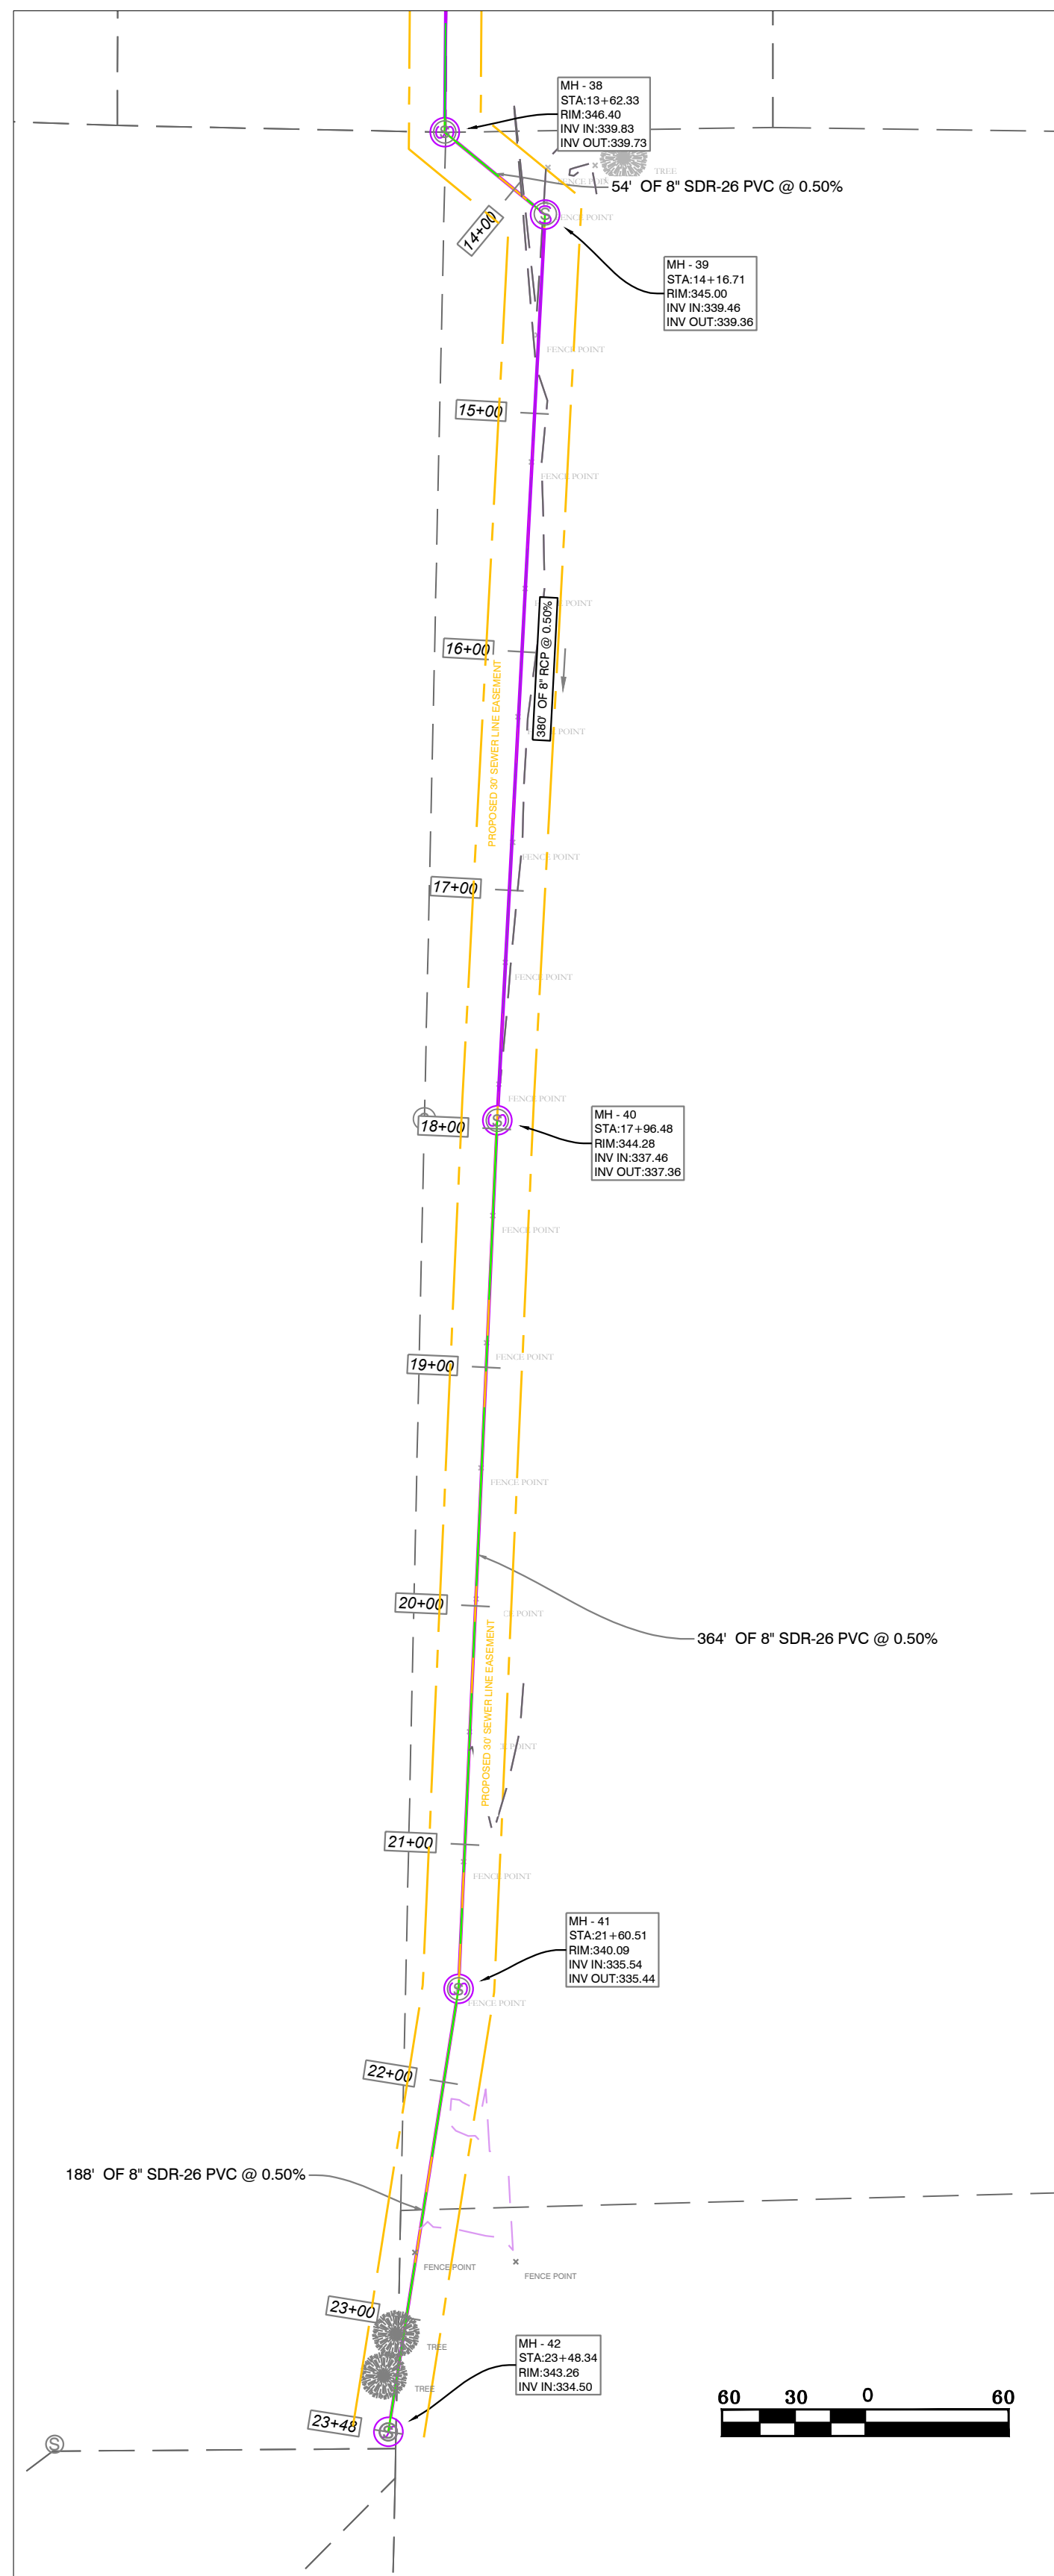 MH - 38
STA:13+62.33
RIM:346.40
INV IN:339.83
INV OUT:339.73
TREE
54' OF 8" SDR-26 PVC @ 0.50%
FENCE POINT
14+00
MH - 39
STA:14+16.71
RIM:345.00
INV IN:339.46
INV OUT:339.36
FENCE POINT
15+00
FENCE POINT
380' OF 8" RCP @ 0.50%
16+00
PROPOSED 30' SEWER LINE EASEMENT
POINT
FENCE POINT
17+00
FENCE POINT
FENCE POINT
18+00
MH - 40
STA:17+96.48
RIM:344.28
INV IN:337.46
INV OUT:337.36
FENCE POINT
19+00
FENCE POINT
FENCE POINT
364' OF 8" SDR-26 PVC @ 0.50%
20+00
CE POINT
PROPOSED 30' SEWER LINE EASEMENT
POINT
21+00
FENCE POINT
MH - 41
STA:21+60.51
RIM:340.09
INV IN:335.54
INV OUT:335.44
FENCE POINT
22+00
188' OF 8" SDR-26 PVC @ 0.50%
FENCE POINT
FENCE POINT
23+00
TREE
TREE
MH - 42
STA:23+48.34
RIM:343.26
INV IN:334.50
23+48
S
60 30 0 60